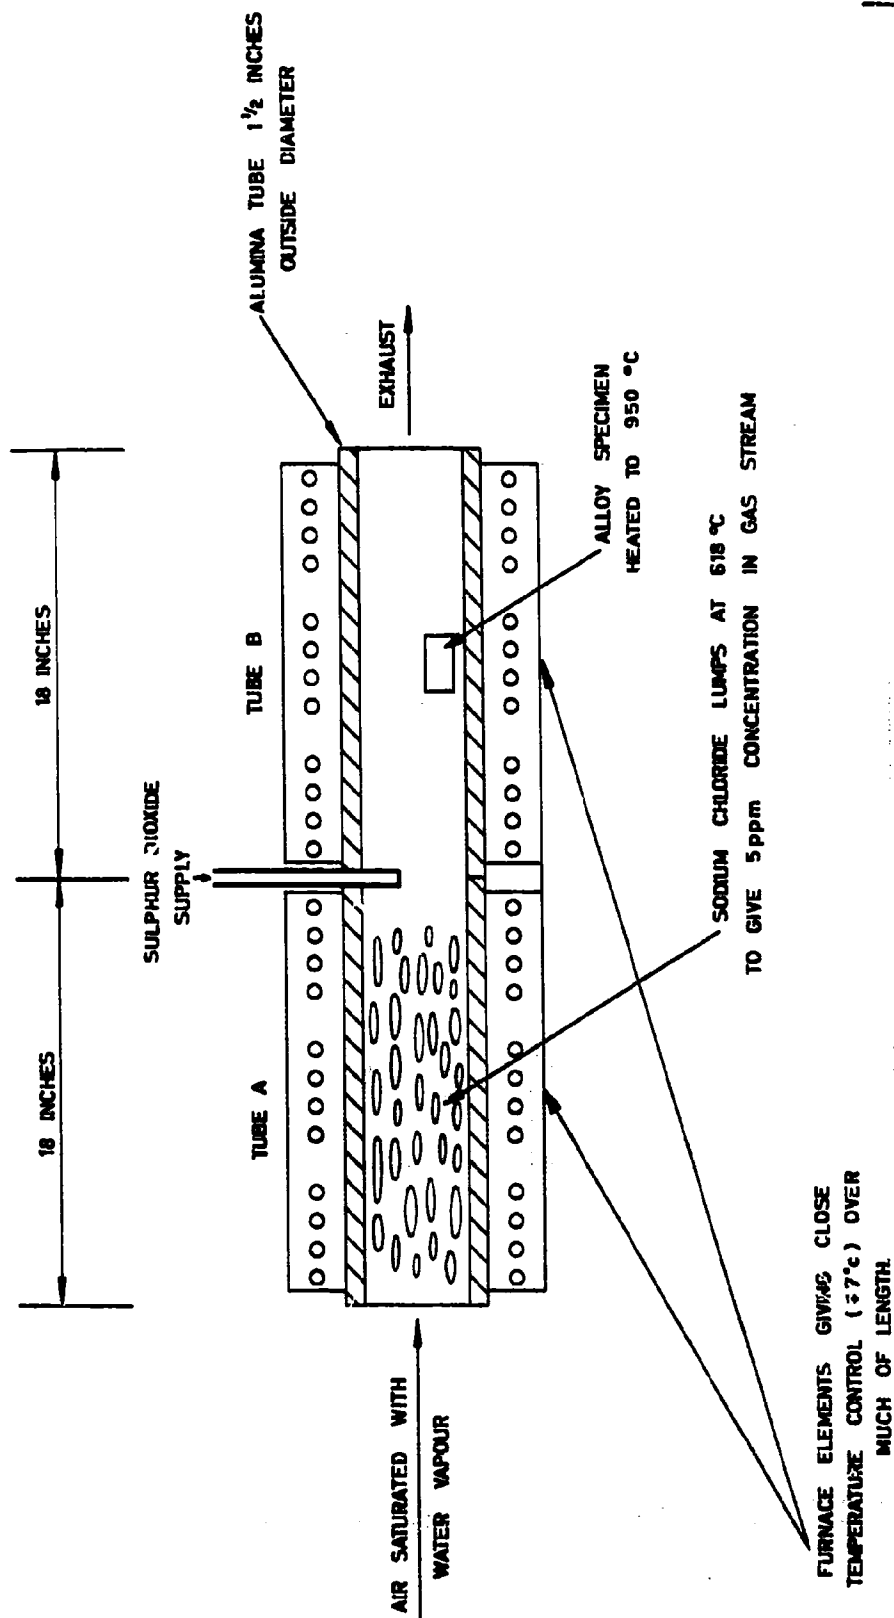 18 INCHES
18 INCHES
SULPHUR DIOXIDE
SUPPLY
TUBE A
TUBE B
ALUMINA TUBE 1 1/2 INCHES
OUTSIDE DIAMETER
AIR SATURATED WITH
WATER VAPOUR
EXHAUST
ALLOY SPECIMEN
HEATED TO 950 °C
SODIUM CHLORIDE LUMPS AT 618 °C
TO GIVE 5ppm CONCENTRATION IN GAS STREAM
FURNACE ELEMENTS GIVING CLOSE
TEMPERATURE CONTROL (±7°c) OVER
MUCH OF LENGTH.